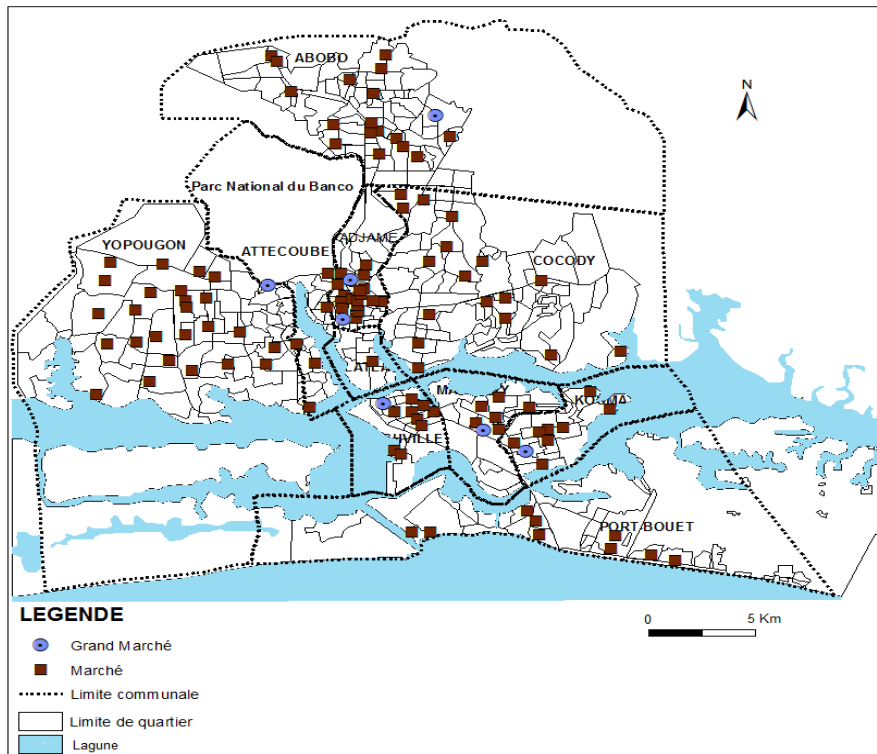 ABOBO
N
Parc National du Banco
ADJAME
YOPOUGON
ATTECOUBE
COCODY
PORT BOUET
LEGENDE
0 5 Km
Grand Marché
Marché
Limite communale
Limite de quartier
Lagune